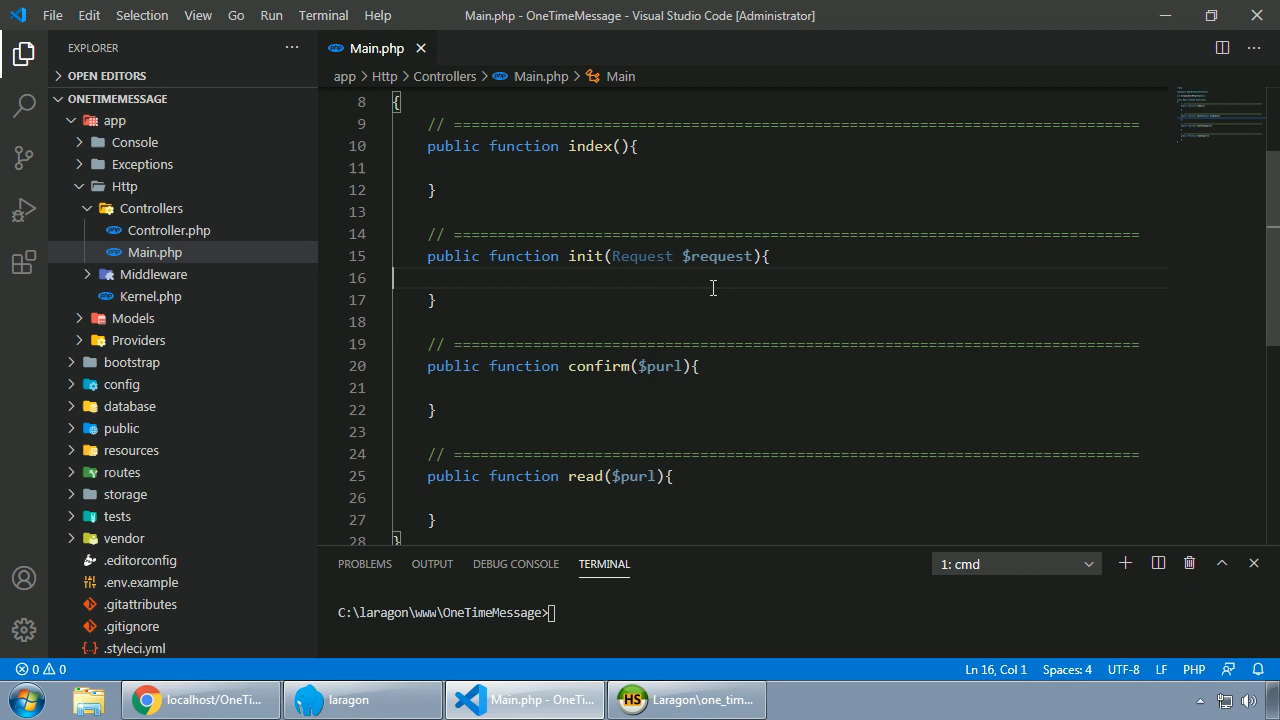 File Edit Selection View Go Run Terminal Help Main.php - OneTimeMessage - Visual Studio Code [Administrator]
EXPLORER
OPEN EDITORS
ONETIMEMESSAGE
app
Console
Exceptions
Http
Controllers
Controller.php
Main.php
Middleware
Kernel.php
Models
Providers
bootstrap
config
database
public
resources
routes
storage
tests
vendor
.editorconfig
.env.example
.gitattributes
.gitignore
.styleci.yml
php Main.php
app > Http > Controllers > php Main.php > Main
8 {
9 // ==============================================================================
10 public function index(){
11
12 }
13
14 // ==============================================================================
15 public function init(Request $request){
16
17 }
18
19 // ==============================================================================
20 public function confirm($purl){
21
22 }
23
24 // ==============================================================================
25 public function read($purl){
26
27 }
28 }
PROBLEMS OUTPUT DEBUG CONSOLE TERMINAL 1: cmd
C:\laragon\www\OneTimeMessage>
0 0 Ln 16, Col 1 Spaces: 4 UTF-8 LF PHP
localhost/OneTi... laragon Main.php - OneTi... HS Laragon\one_tim...